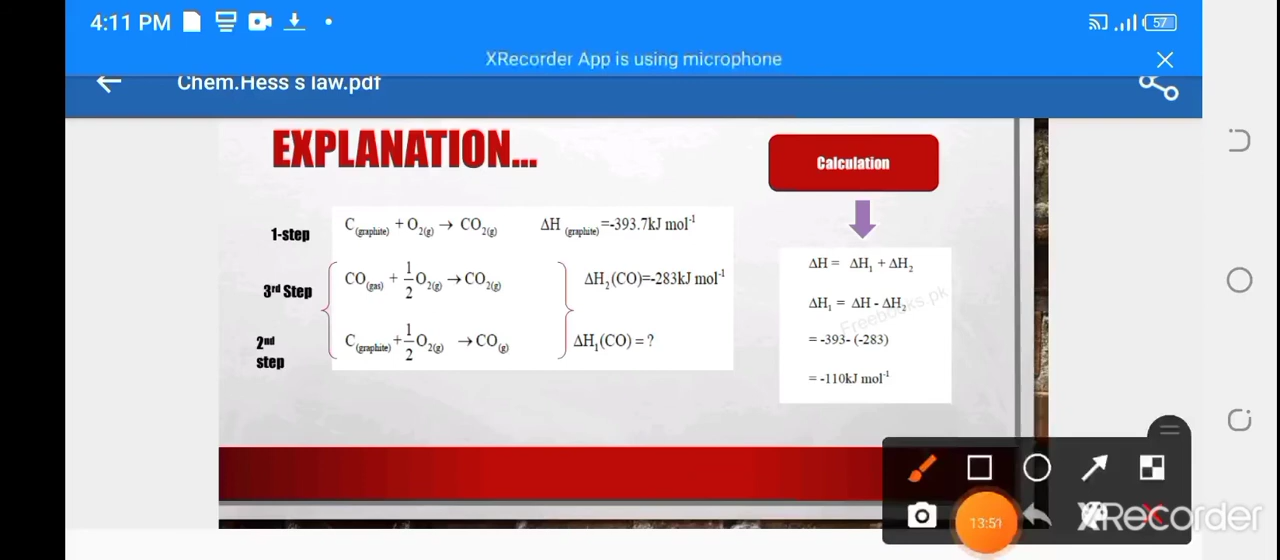 4:11 PM
57
XRecorder App is using microphone
Chem.Hess s law.pdf
EXPLANATION...
Calculation
1-step C(graphite) + O2(g) → CO2(g) ΔH (graphite)=-393.7kJ mol-1
3rd Step CO(gas) + 1/2 O2(g) → CO2(g) ΔH2(CO)=-283kJ mol-1
2nd step C(graphite) + 1/2 O2(g) → CO(g) ΔH1(CO) = ?
ΔH = ΔH1 + ΔH2
ΔH1 = ΔH - ΔH2
= -393- (-283)
= -110kJ mol-1
Freebooks.pk
13:51
XRecorder